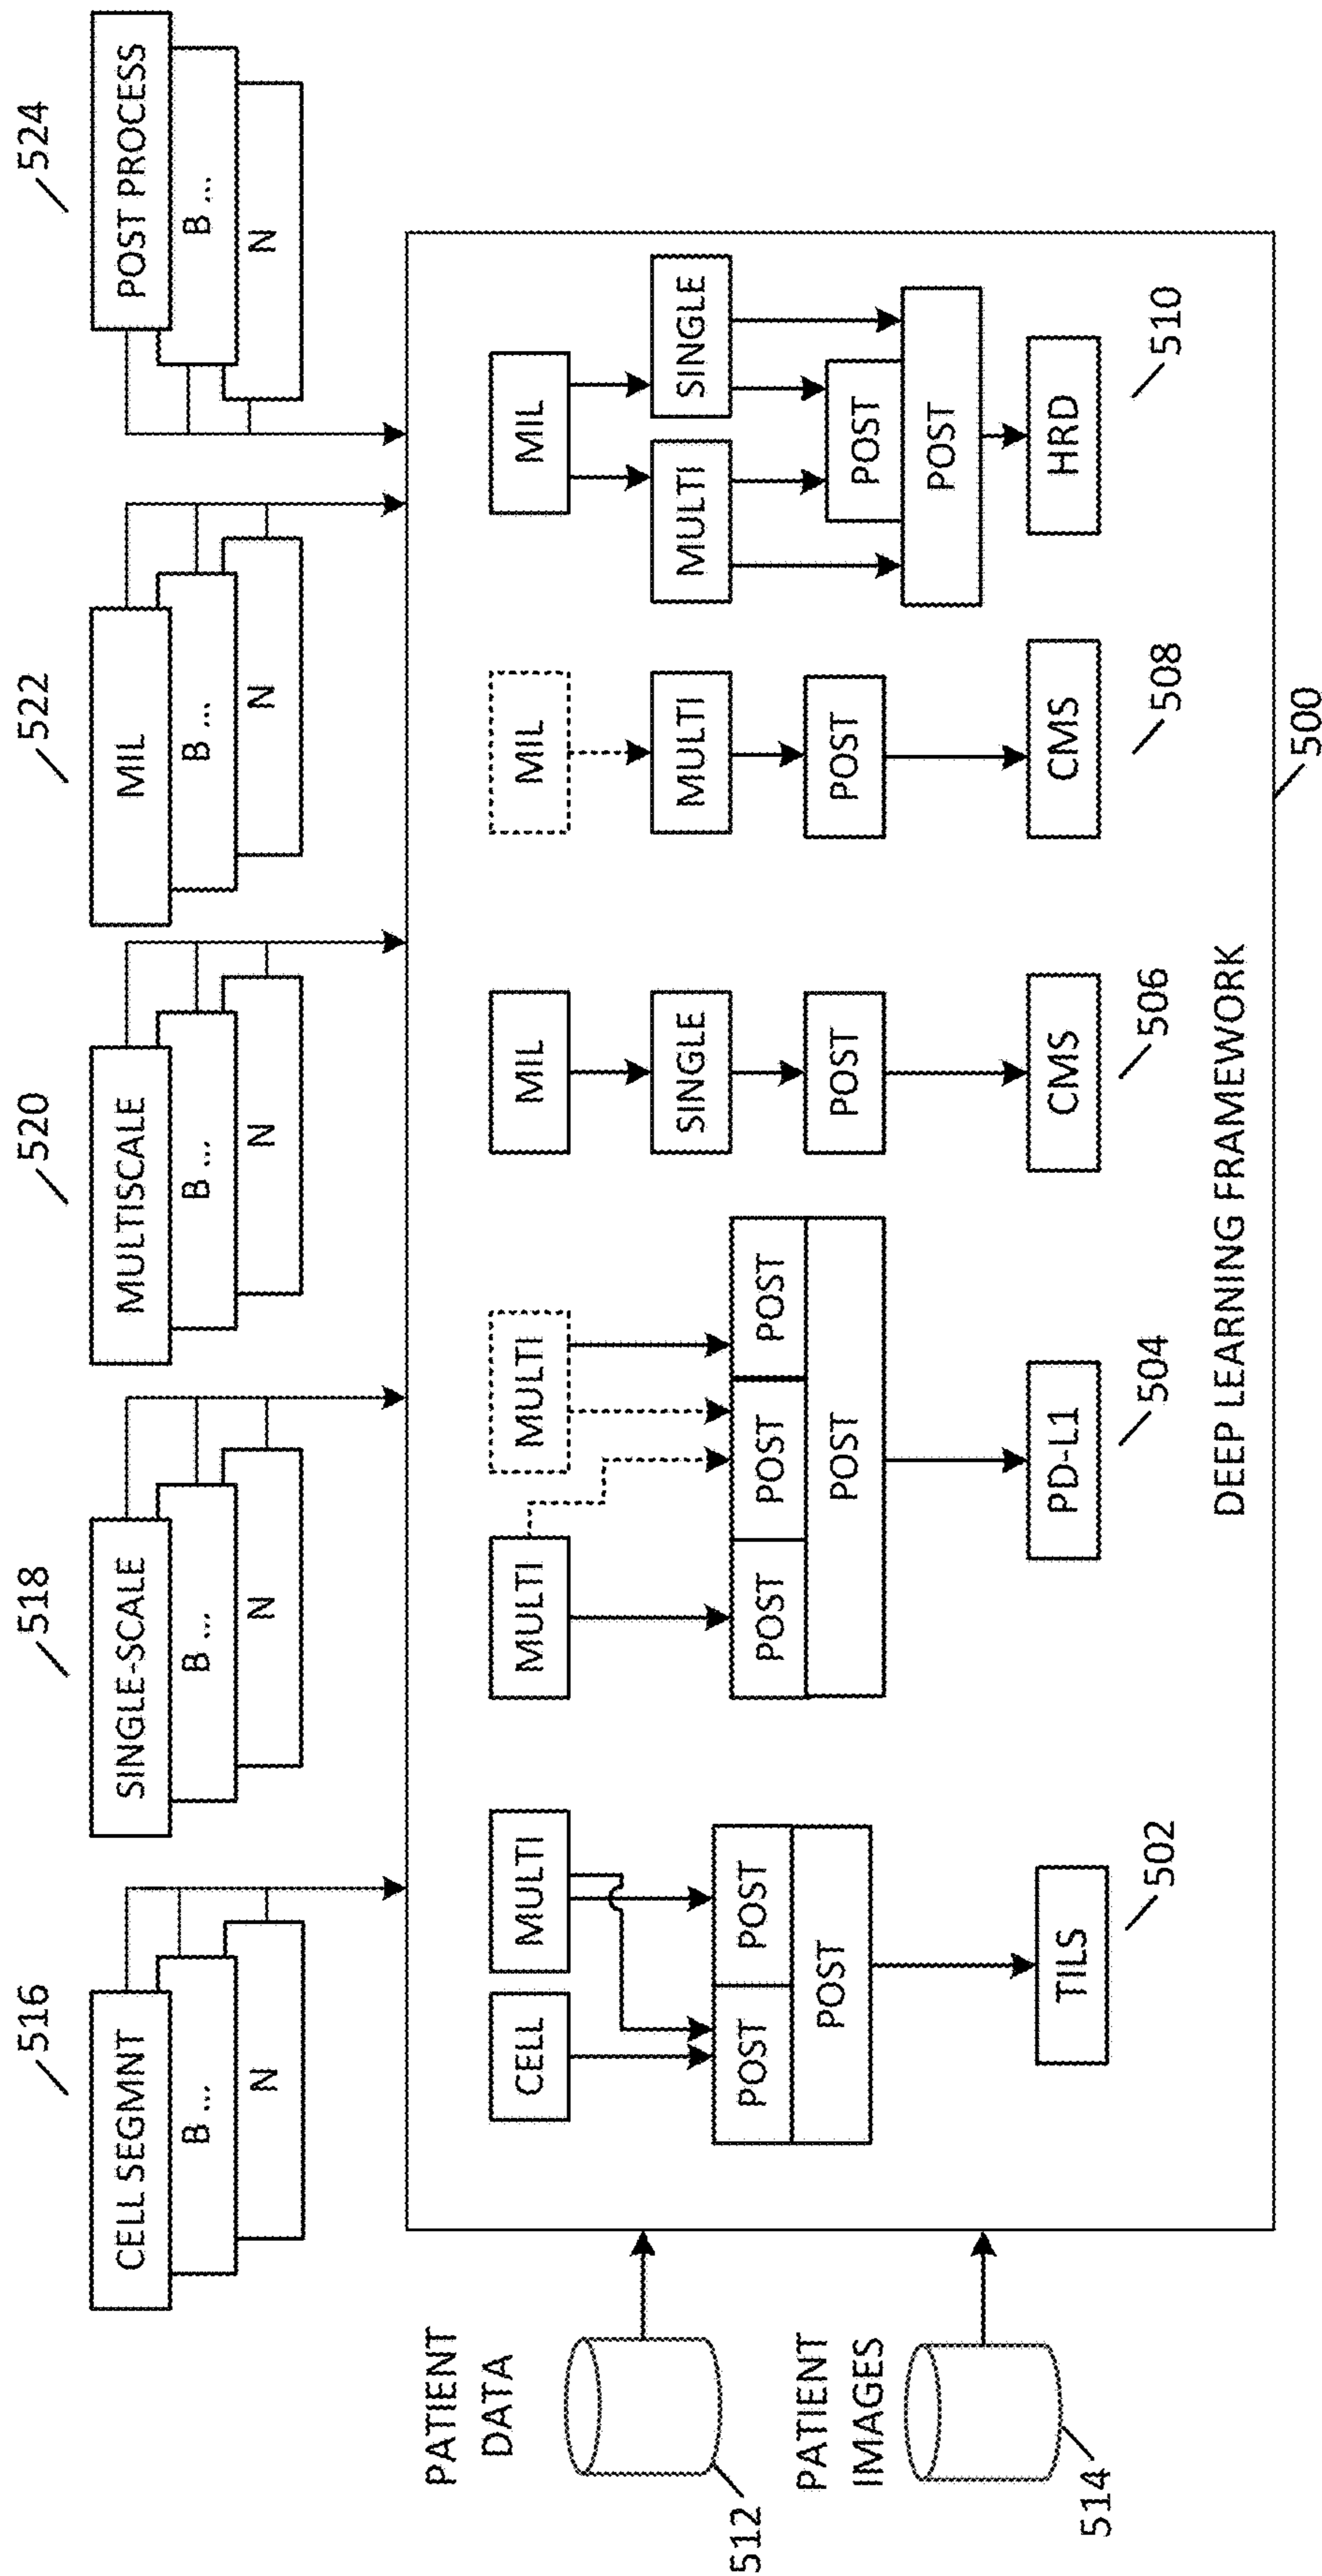 516
518
520
522
524
CELL SEGMNT
B ...
N
SINGLE-SCALE
B ...
N
MULTISCALE
B ...
N
MIL
B ...
N
POST PROCESS
B ...
N
PATIENT
DATA
512
PATIENT
IMAGES
514
CELL
MULTI
POST
POST
POST
TILS
502
MULTI
MULTI
POST
POST
POST
POST
PD-L1
504
MIL
SINGLE
POST
CMS
506
MIL
MULTI
POST
CMS
508
MIL
MULTI
SINGLE
POST
POST
HRD
510
DEEP LEARNING FRAMEWORK
500